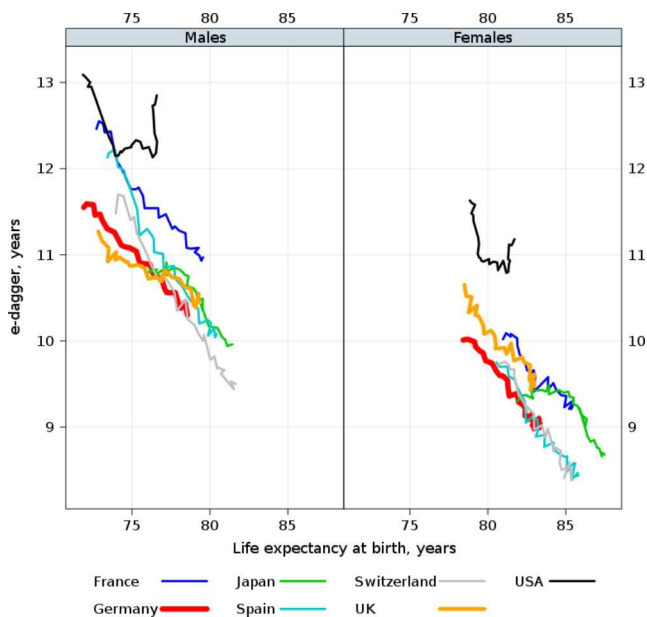 75 80 85 75 80 85
Males Females
13 13
12 12
11 11
10 10
9 9
e-dagger, years
75 80 85 75 80 85
Life expectancy at birth, years
France Japan Switzerland USA
Germany Spain UK